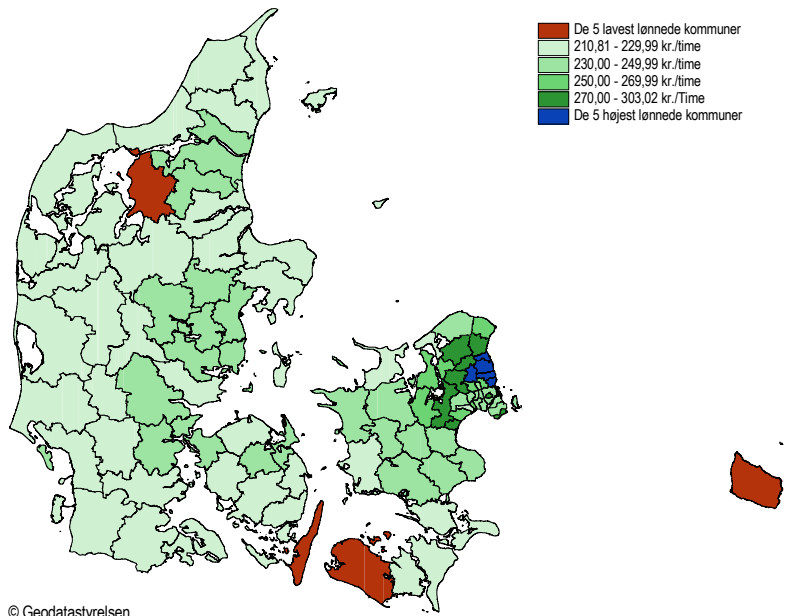 De 5 lavest lønnede kommuner
210,81 - 229,99 kr./time
230,00 - 249,99 kr./time
250,00 - 269,99 kr./time
270,00 - 303,02 kr./Time
De 5 højest lønnede kommuner
© Geodatastyrelsen